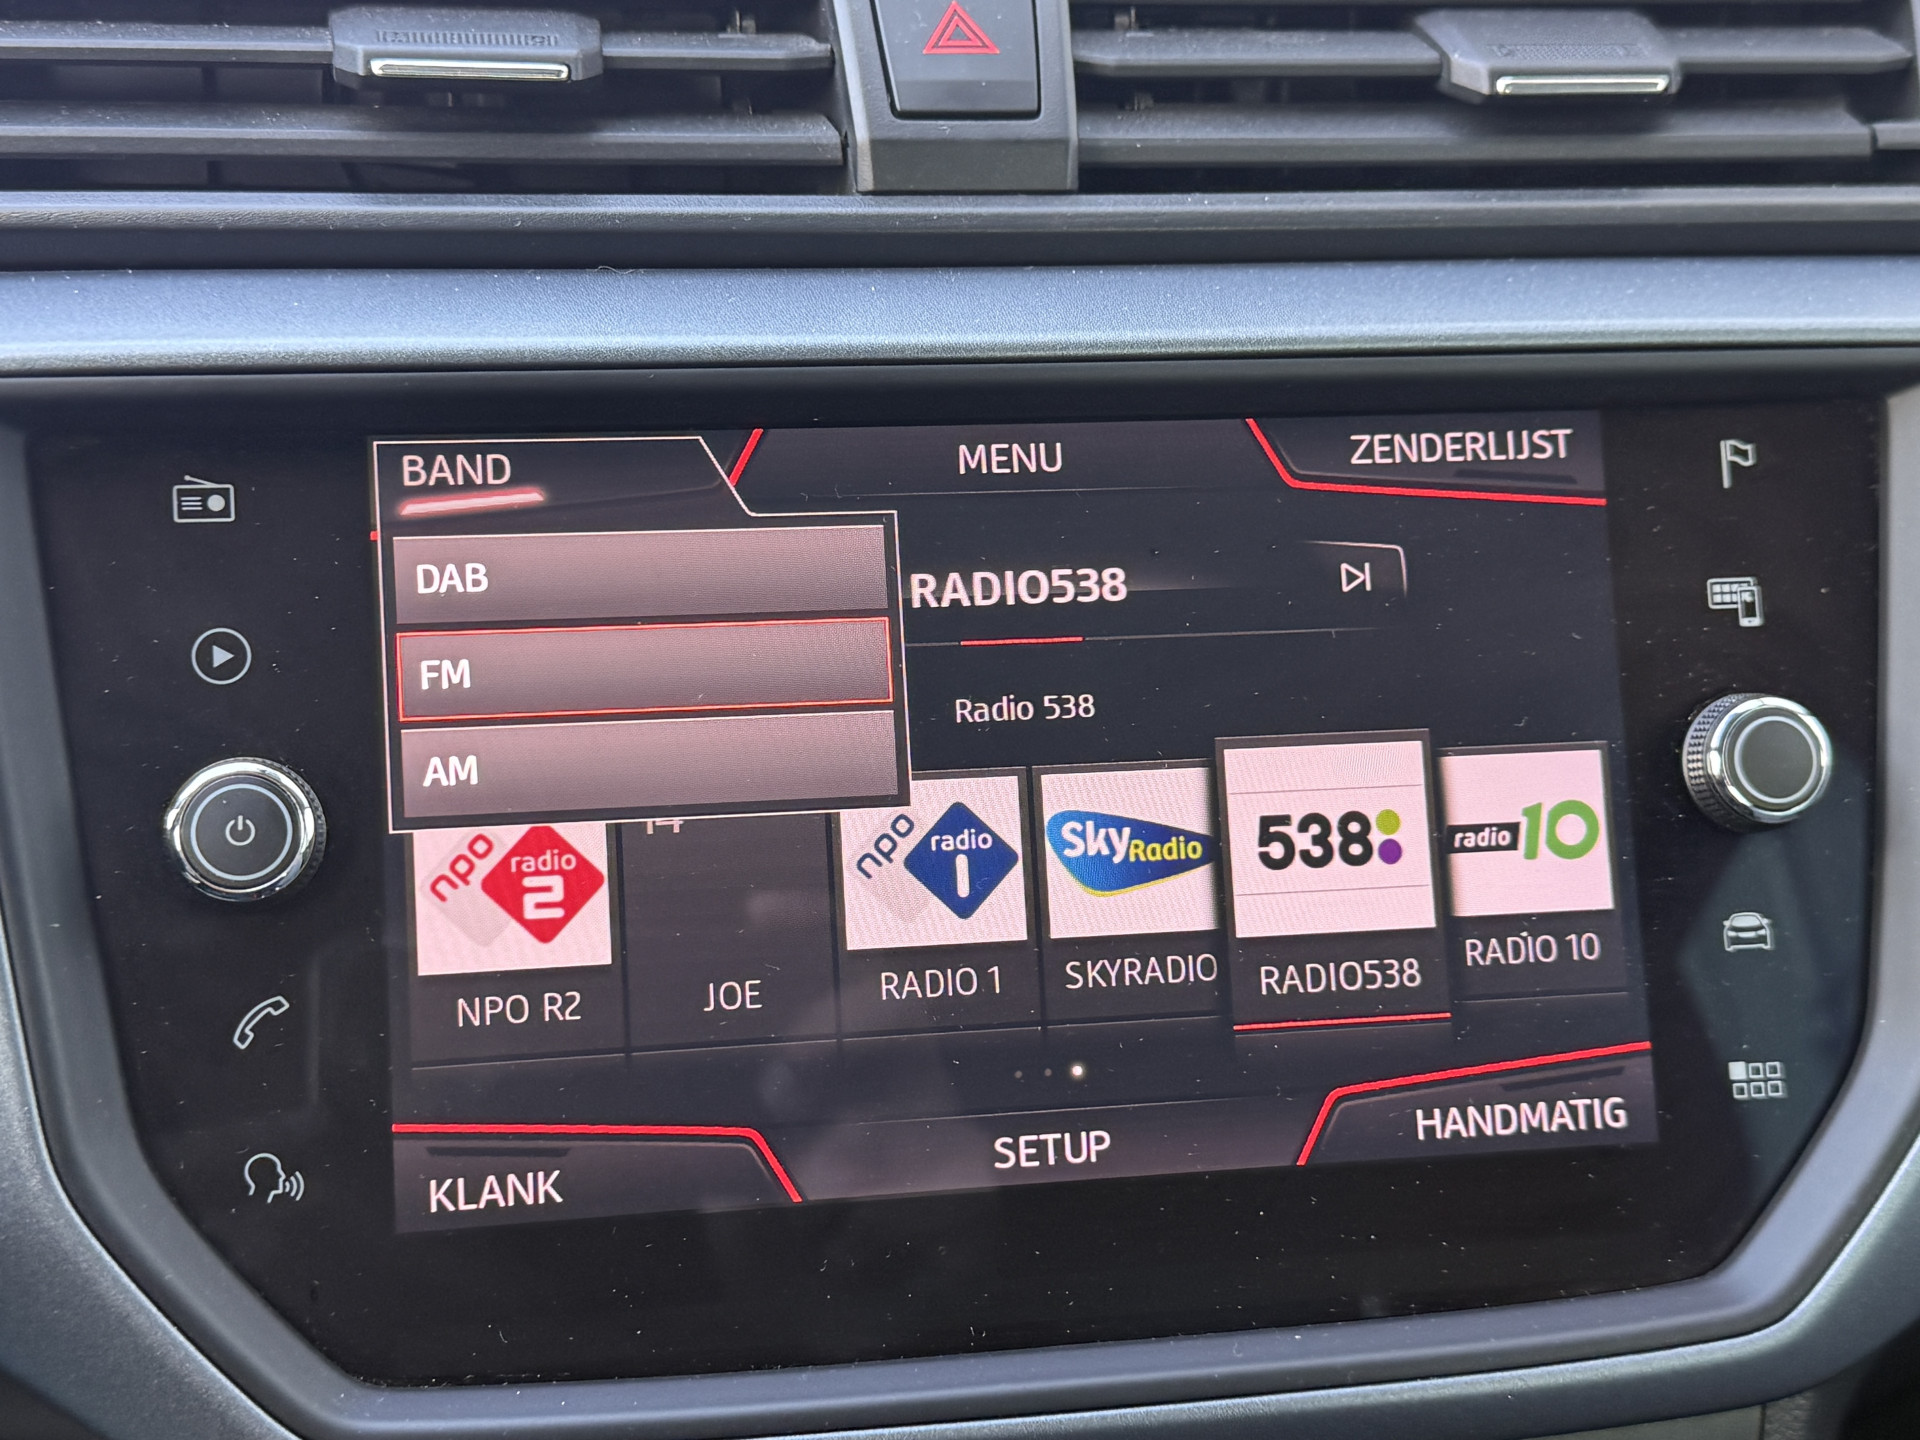 BAND
MENU
ZENDERLIJST
DAB
FM
AM
RADIO538
Radio 538
npo radio 2
14
npo radio 1
Sky Radio
538
radio 10
NPO R2
JOE
RADIO 1
SKYRADIO
RADIO538
RADIO 10
KLANK
SETUP
HANDMATIG